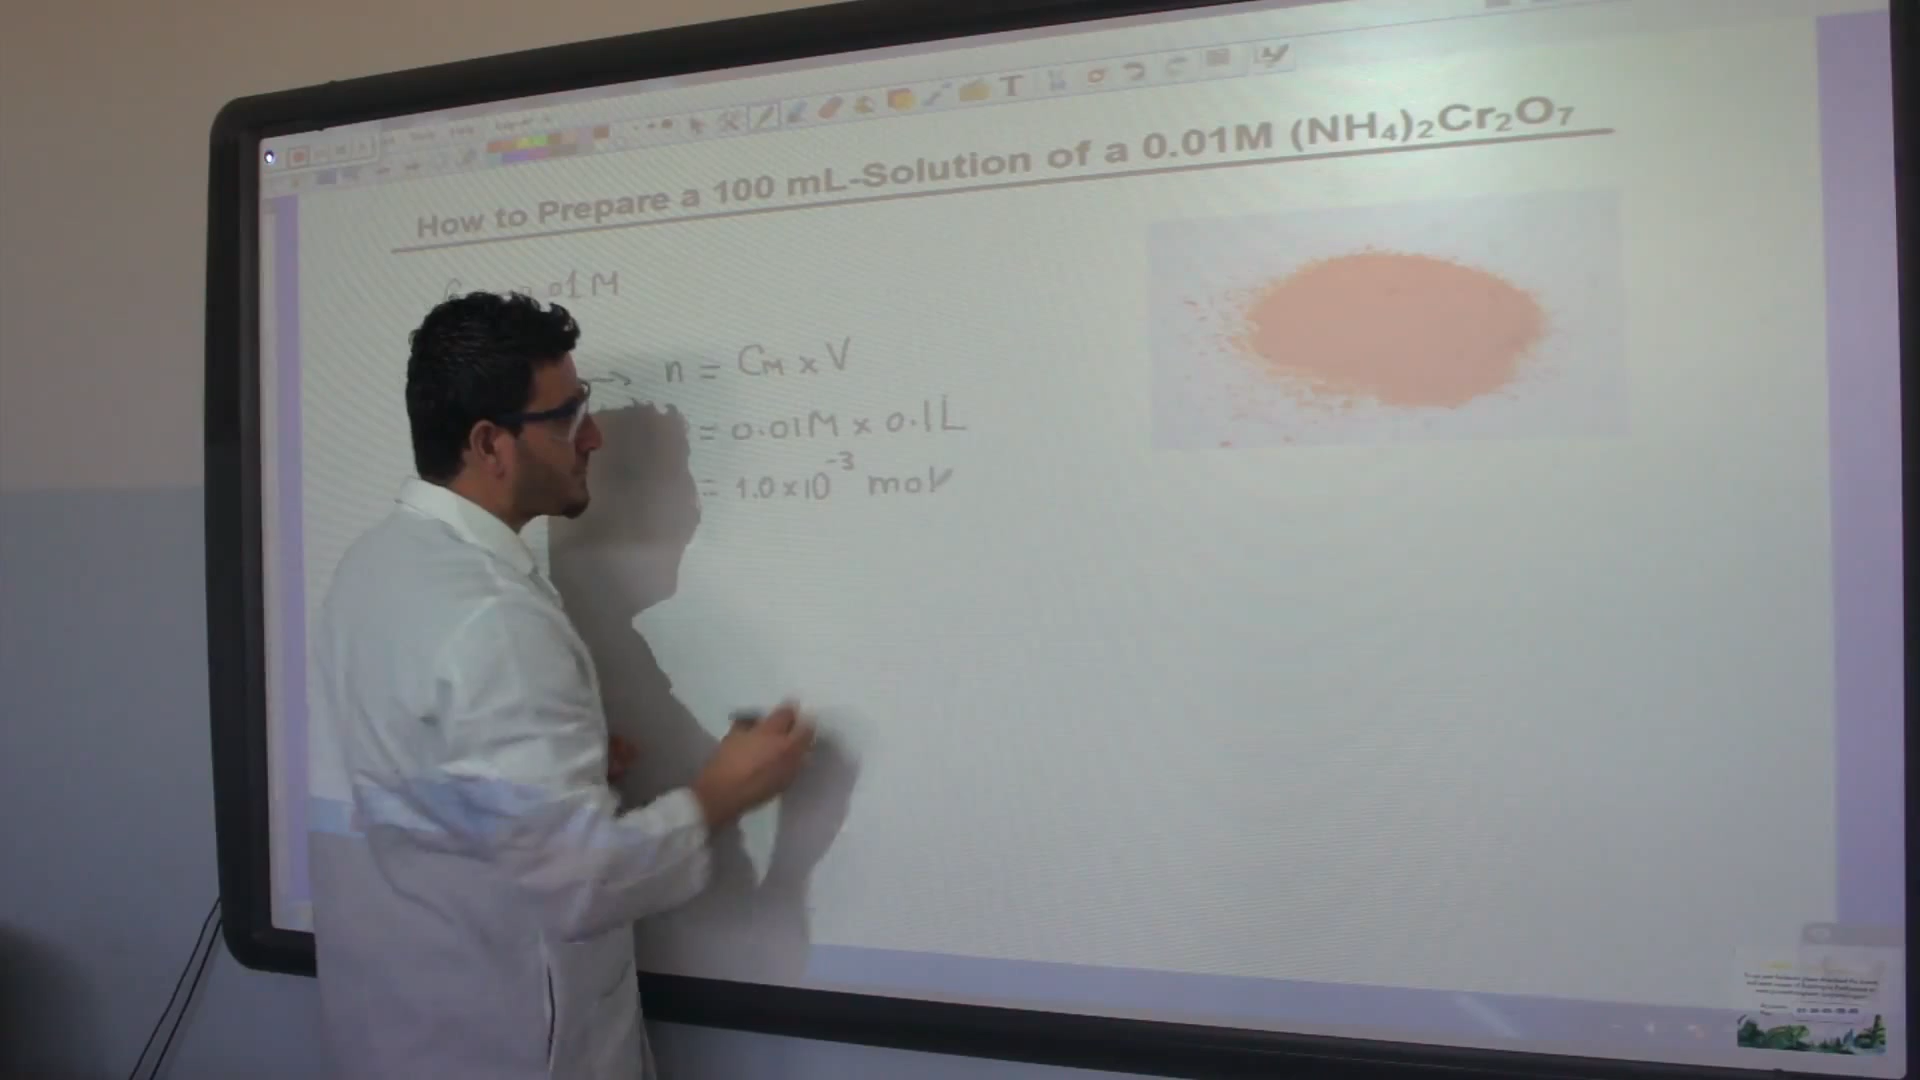 T
How to Prepare a 100 mL-Solution of a 0.01M (NH₄)₂Cr₂O₇
01M
n = CM x V
= 0.01M x 0.1L
= 1.0 x 10⁻³ mol